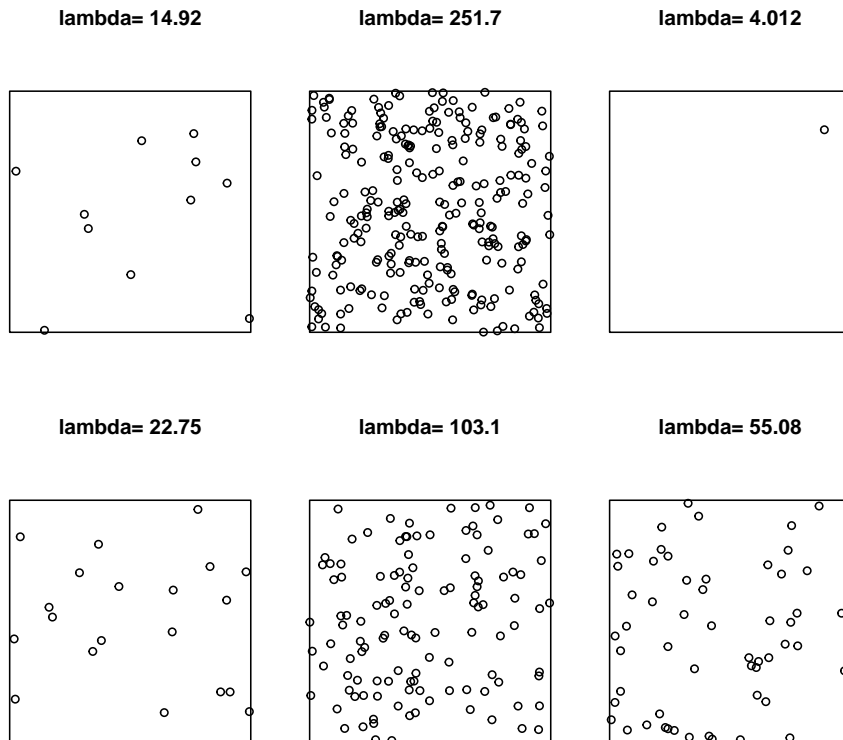 lambda= 14.92
lambda= 251.7
lambda= 4.012
lambda= 22.75
lambda= 103.1
lambda= 55.08